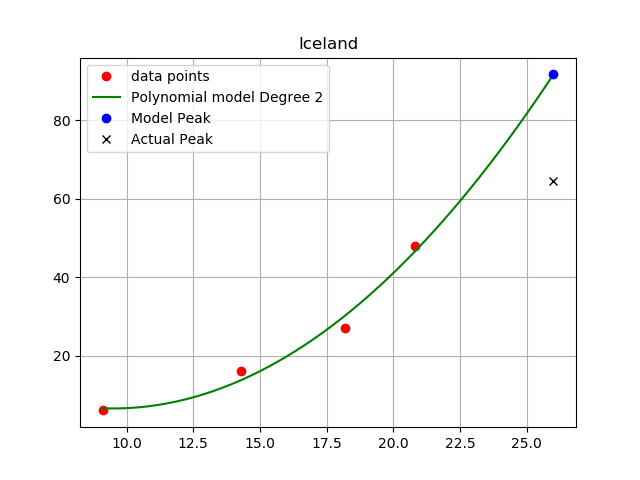 Iceland
data points
Polynomial model Degree 2
Model Peak
Actual Peak
80
60
40
20
10.0 12.5 15.0 17.5 20.0 22.5 25.0